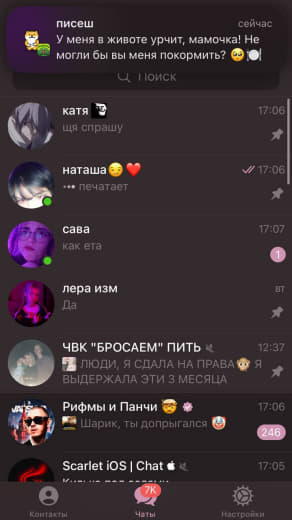 писеш
сейчас
У меня в животе урчит, мамочка! Не
могли бы вы меня покормить? 🥺🍽️
Поиск
катя
17:06
щя спрашу
наташа😏❤️
17:06
печатает
сава
17:07
как ета
1
лера изм
вт
Да
ЧВК "БРОСАЕМ" ПИТЬ
12:37
ЛЮДИ, Я СДАЛА НА ПРАВА🐵 Я
ВЫДЕРЖАЛА ЭТИ 3 МЕСЯЦА
Рифмы и Панчи 🤯
17:06
Шарик, ты допрыгался 🤡
246
Scarlet iOS | Chat
17:05
7K
Контакты
Чаты
Настройки